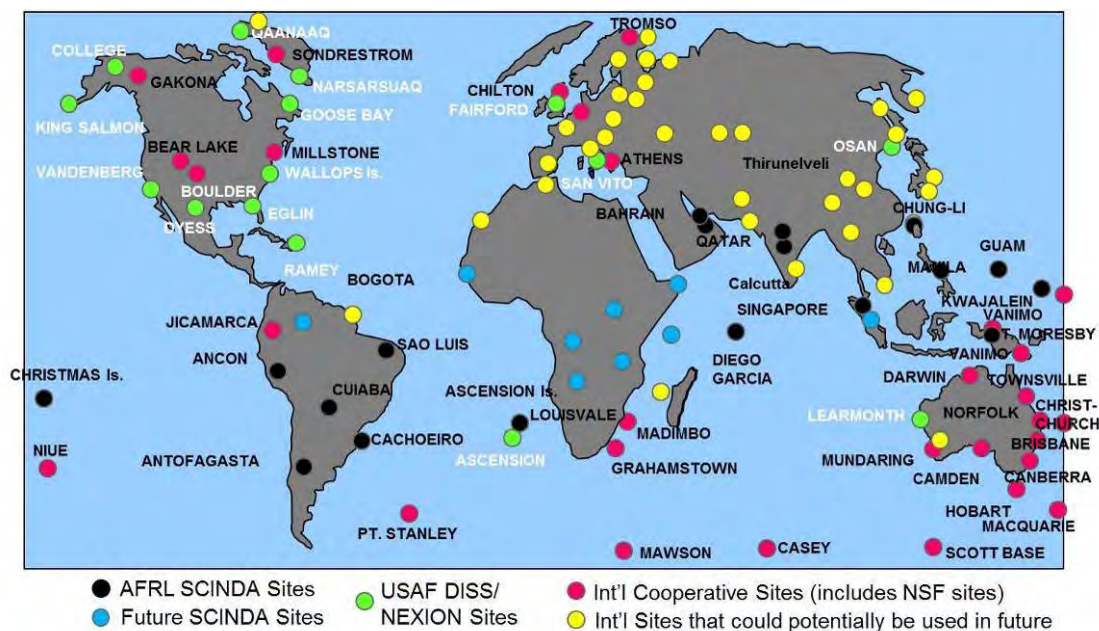 TROMSO
QAANAAQ
COLLEGE
SONDRESTROM
GAKONA
NARSARSUAQ
CHILTON
FAIRFORD
GOOSE BAY
KING SALMON
BEAR LAKE
MILLSTONE
OSAN
VANDENBERG
WALLOPS Is.
ATHENS
Thirunelveli
BOULDER
SAN VITO
EGLIN
BAHRAIN
CHUNG-LI
DYESS
QATAR
GUAM
RAMEY
MANILA
BOGOTA
Calcutta
SINGAPORE
KWAJALEIN
VANIMO
JICAMARCA
T. MORESBY
SAO LUIS
ANCON
DIEGO
GARCIA
VANIMO
CHRISTMAS Is.
DARWIN
TOWNSVILLE
CUIABA
ASCENSION Is.
LOUISVALE
LEARMONTH
NORFOLK
CHRIST-
CHURCH
CACHOEIRO
MADIMBO
BRISBANE
NIUE
ANTOFAGASTA
ASCENSION
GRAHAMSTOWN
MUNDARING
CAMDEN
CANBERRA
HOBART
MACQUARIE
PT. STANLEY
MAWSON
CASEY
SCOTT BASE
AFRL SCINDA Sites
Future SCINDA Sites
USAF DISS/
NEXION Sites
Int'l Cooperative Sites (includes NSF sites)
Int'l Sites that could potentially be used in future